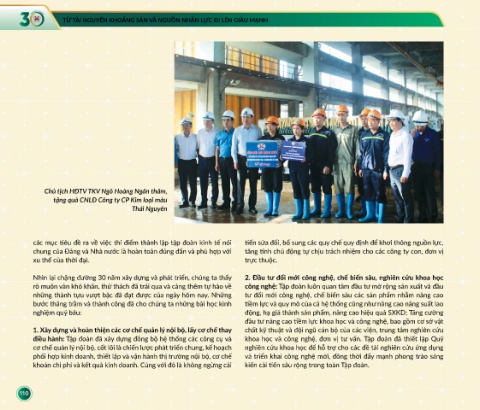 30
TỪ TÀI NGUYÊN KHOÁNG SẢN VÀ NGUỒN NHÂN LỰC ĐI LÊN GIÀU MẠNH
Chủ tịch HĐTV TKV Ngô Hoàng Ngân thăm,
tặng quà CNLĐ Công ty CP Kim loại màu
Thái Nguyên
các mục tiêu đề ra về việc thí điểm thành lập tập đoàn kinh tế nói
chung của Đảng và Nhà nước là hoàn toàn đúng đắn và phù hợp với
xu thế của thời đại.
Nhìn lại chặng đường 30 năm xây dựng và phát triển, chúng ta thấy
rõ muôn vàn khó khăn, thử thách đã trải qua và càng thêm tự hào về
những thành tựu vượt bậc đã đạt được của ngày hôm nay. Những
bước thăng trầm và thành công đã cho chúng ta những bài học kinh
nghiệm quý báu:
1. Xây dựng và hoàn thiện các cơ chế quản lý nội bộ, lấy cơ chế thay
điều hành: Tập đoàn đã xây dựng đồng bộ hệ thống các công cụ và
cơ chế quản lý nội bộ, cốt lõi là chiến lược phát triển chung, kế hoạch
phối hợp kinh doanh, thiết lập và vận hành thị trường nội bộ, cơ chế
khoán chi phí và kết quả kinh doanh. Cùng với đó là không ngừng cải
tiến sửa đổi, bổ sung các quy chế quy định để khơi thông nguồn lực,
tăng tính chủ động tự chịu trách nhiệm cho các công ty con, đơn vị
trực thuộc.
2. Đầu tư đổi mới công nghệ, chế biến sâu, nghiên cứu khoa học
công nghệ: Tập đoàn luôn quan tâm đầu tư mở rộng sản xuất và đầu
tư đổi mới công nghệ, chế biến sâu các sản phẩm nhằm nâng cao
tiềm lực và quy mô của cả hệ thống cũng như nâng cao năng suất lao
động, hạ giá thành sản phẩm, nâng cao hiệu quả SXKD; Tăng cường
đầu tư nâng cao tiềm lực khoa học và công nghệ, bao gồm cơ sở vật
chất kỹ thuật và đội ngũ cán bộ của các viện, trung tâm nghiên cứu
khoa học và công nghệ, đơn vị tư vấn. Tập đoàn đã thiết lập Quỹ
nghiên cứu khoa học để hỗ trợ cho các đề tài nghiên cứu ứng dụng
và triển khai công nghệ mới, đồng thời đẩy mạnh phong trào sáng
kiến cải tiến sâu rộng trong toàn Tập đoàn.
110